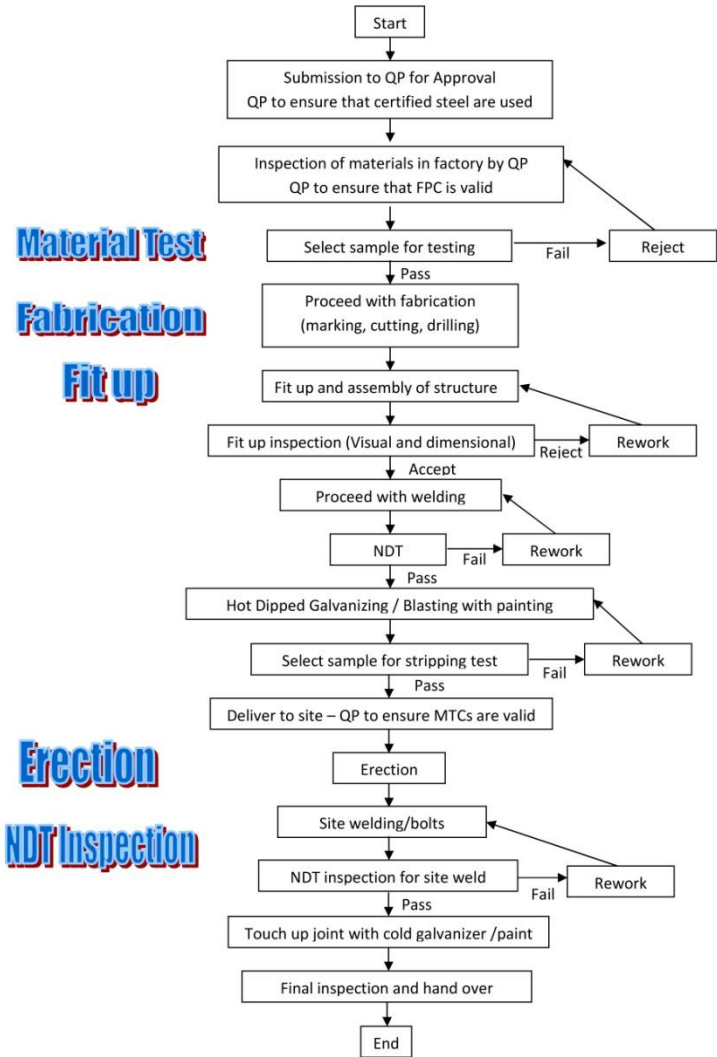 Start
Submission to QP for Approval
QP to ensure that certified steel are used
Inspection of materials in factory by QP
QP to ensure that FPC is valid
Material Test
Select sample for testing
Fail
Reject
Pass
Fabrication
Proceed with fabrication
(marking, cutting, drilling)
Fit up
Fit up and assembly of structure
Fit up inspection (Visual and dimensional)
Reject
Rework
Accept
Proceed with welding
NDT
Fail
Rework
Pass
Hot Dipped Galvanizing / Blasting with painting
Select sample for stripping test
Fail
Rework
Pass
Deliver to site – QP to ensure MTCs are valid
Erection
Erection
Site welding/bolts
NDT Inspection
NDT inspection for site weld
Fail
Rework
Pass
Touch up joint with cold galvanizer /paint
Final inspection and hand over
End